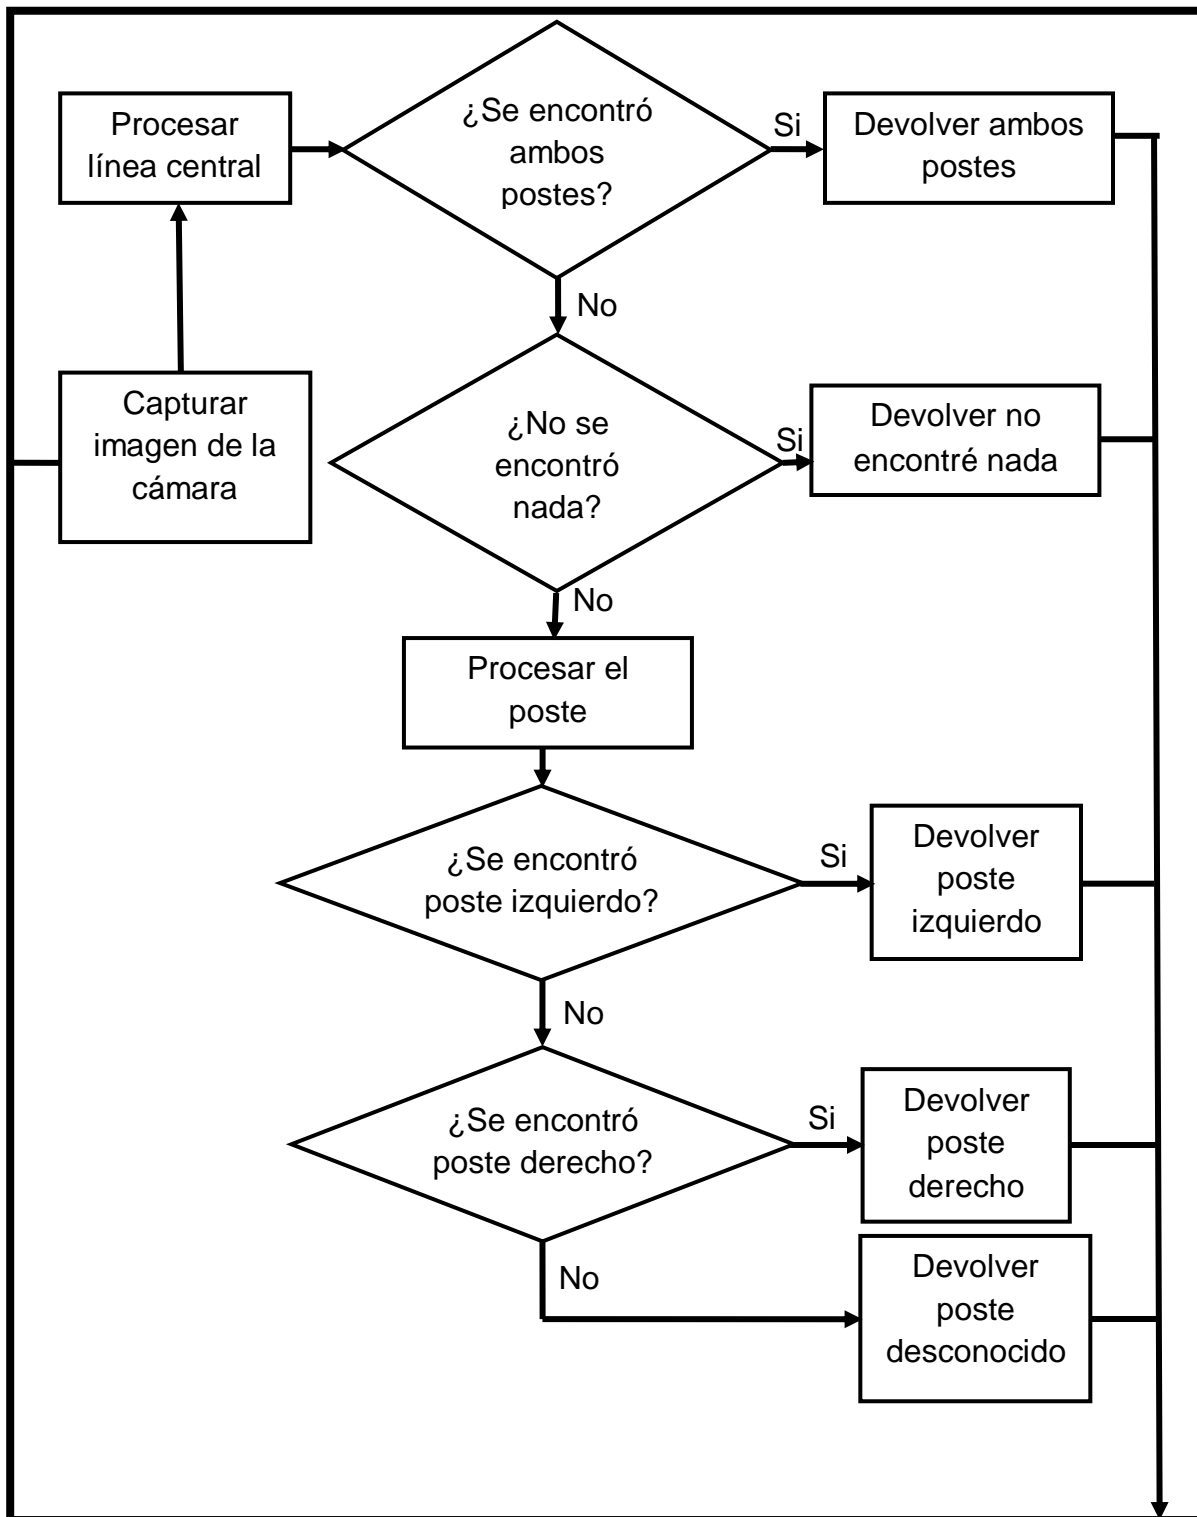 Procesar
línea central
¿Se encontró
ambos
postes?
Si
Devolver ambos
postes
No
Capturar
imagen de la
cámara
¿No se
encontró
nada?
Si
Devolver no
encontré nada
No
Procesar el
poste
¿Se encontró
poste izquierdo?
Si
Devolver
poste
izquierdo
No
¿Se encontró
poste derecho?
Si
Devolver
poste
derecho
No
Devolver
poste
desconocido